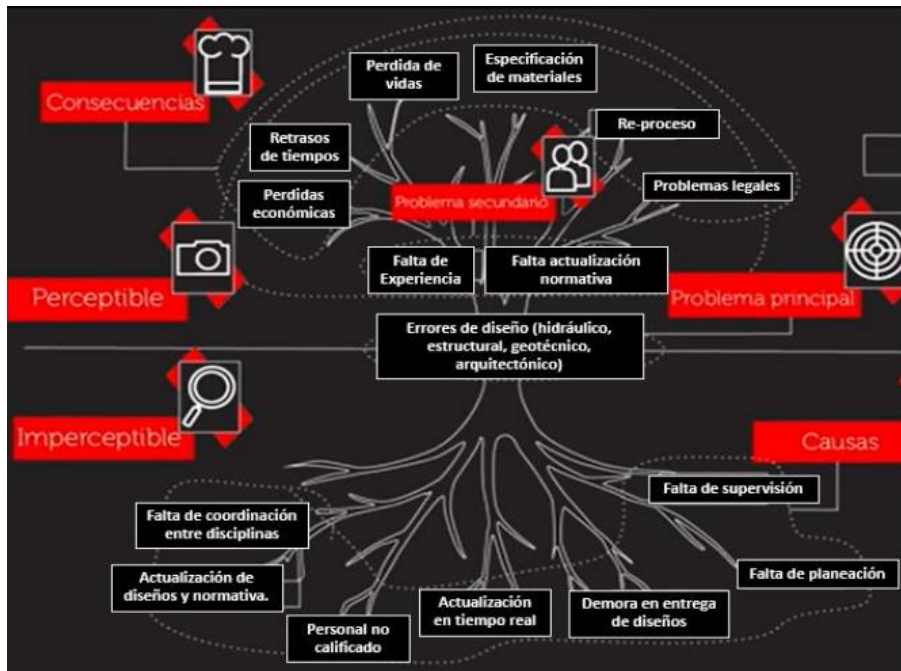 Consecuencias
Perdida de
vidas
Especificación
de materiales
Retrasos
de tiempos
Re-proceso
Perdidas
económicas
Problema secundario
Problemas legales
Perceptible
Falta de
Experiencia
Falta actualización
normativa
Problema principal
Errores de diseño (hidráulico,
estructural, geotécnico,
arquitectónico)
Imperceptible
Causas
Falta de supervisión
Falta de coordinación
entre disciplinas
Actualización de
diseños y normativa.
Personal no
calificado
Actualización
en tiempo real
Demora en entrega
de diseños
Falta de planeación